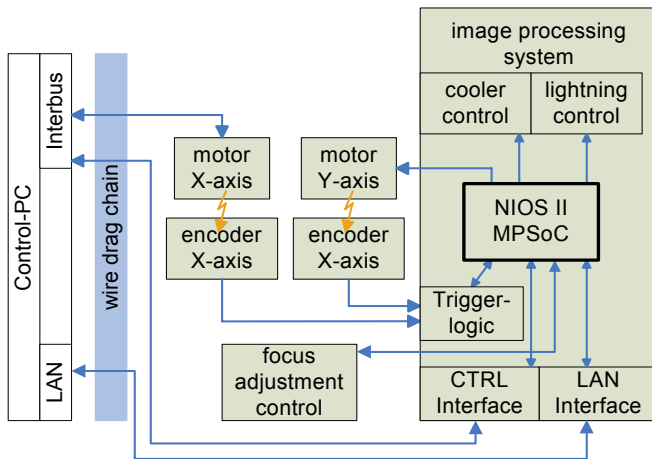 Control-PC
Interbus
LAN
wire drag chain
motor
X-axis
encoder
X-axis
motor
Y-axis
encoder
X-axis
focus
adjustment
control
image processing
system
cooler
control
lightning
control
NIOS II
MPSoC
Trigger-
logic
CTRL
Interface
LAN
Interface